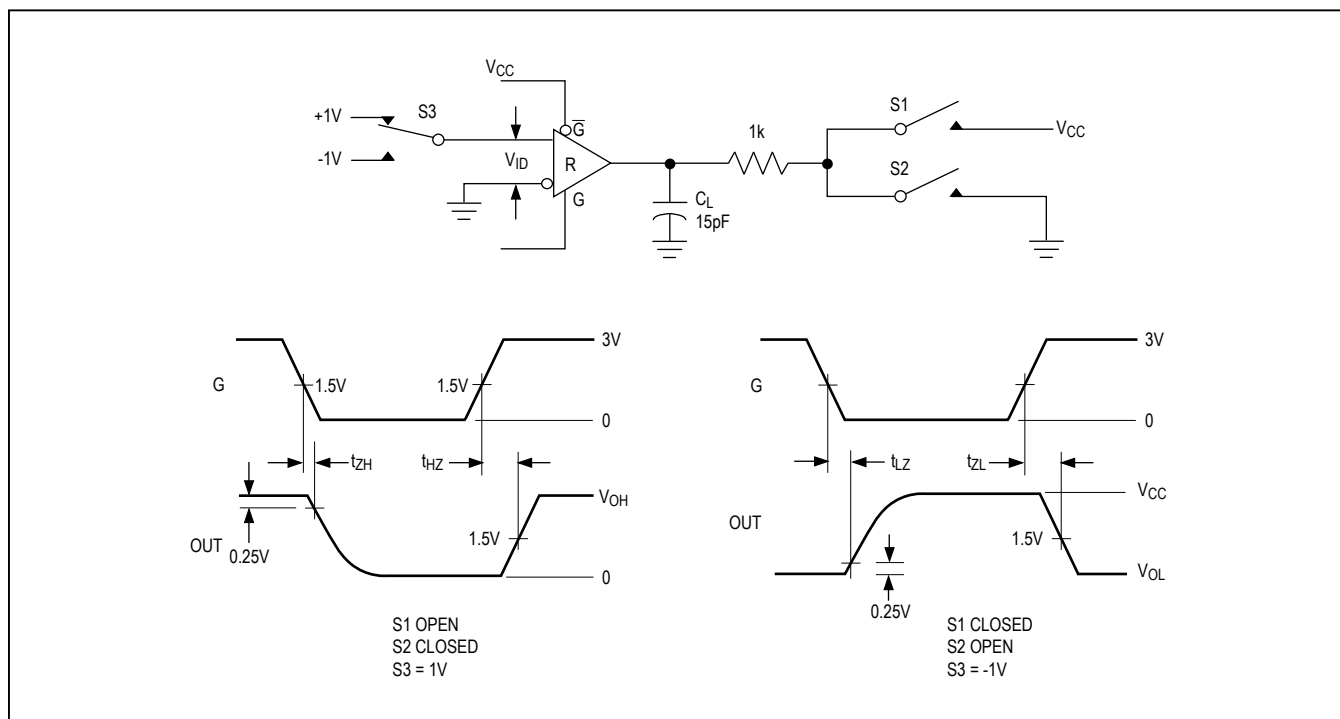 VCC
+1V
S3
-1V
VID
G̅
R
G
CL
15pF
1k
S1
VCC
S2
3V
G
1.5V
1.5V
0
tZH
tHZ
VOH
OUT
0.25V
1.5V
0
S1 OPEN
S2 CLOSED
S3 = 1V
3V
G
0
tLZ
tZL
VCC
OUT
1.5V
VOL
0.25V
S1 CLOSED
S2 OPEN
S3 = -1V